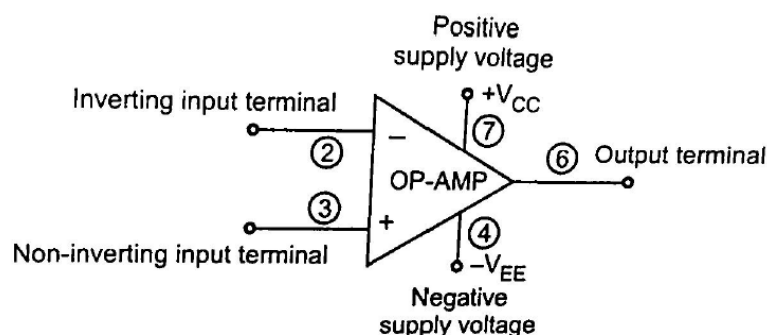 Positive
supply voltage
+VCC
Inverting input terminal
−
2
7
OP-AMP
6
Output terminal
3
+
4
Non-inverting input terminal
−VEE
Negative
supply voltage